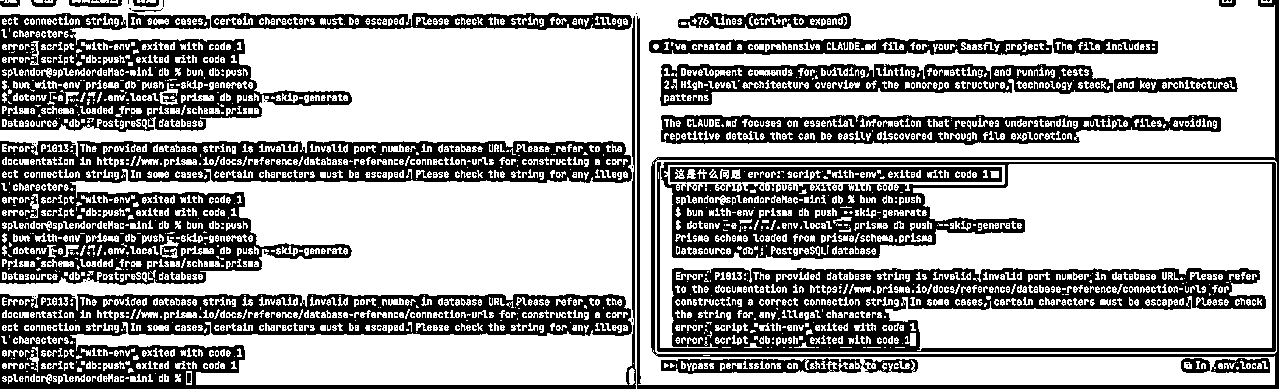 ect connection string. In some cases, certain characters must be escaped. Please check the string for any illega
l characters.
error: script "with-env" exited with code 1
error: script "db:push" exited with code 1
splendor@splendordeMac-mini db % bun db:push
$ bun with-env prisma db push --skip-generate
$ dotenv -e ../../.env.local -- prisma db push --skip-generate
Prisma schema loaded from prisma/schema.prisma
Datasource "db": PostgreSQL database
Error: P1013: The provided database string is invalid. invalid port number in database URL. Please refer to the
documentation in https://www.prisma.io/docs/reference/database-reference/connection-urls for constructing a corr
ect connection string. In some cases, certain characters must be escaped. Please check the string for any illega
l characters.
error: script "with-env" exited with code 1
error: script "db:push" exited with code 1
splendor@splendordeMac-mini db % bun db:push
$ bun with-env prisma db push --skip-generate
$ dotenv -e ../../.env.local -- prisma db push --skip-generate
Prisma schema loaded from prisma/schema.prisma
Datasource "db": PostgreSQL database
Error: P1013: The provided database string is invalid. invalid port number in database URL. Please refer to the
documentation in https://www.prisma.io/docs/reference/database-reference/connection-urls for constructing a corr
ect connection string. In some cases, certain characters must be escaped. Please check the string for any illega
l characters.
error: script "with-env" exited with code 1
error: script "db:push" exited with code 1
splendor@splendordeMac-mini db %
… +76 lines (ctrl+r to expand)
● I've created a comprehensive CLAUDE.md file for your Saasfly project. The file includes:
1. Development commands for building, linting, formatting, and running tests
2. High-level architecture overview of the monorepo structure, technology stack, and key architectural
patterns
The CLAUDE.md focuses on essential information that requires understanding multiple files, avoiding
repetitive details that can be easily discovered through file exploration.
> 这是什么问题 error: script "with-env" exited with code 1
error: script "db:push" exited with code 1
splendor@splendordeMac-mini db % bun db:push
$ bun with-env prisma db push --skip-generate
$ dotenv -e ../../.env.local -- prisma db push --skip-generate
Prisma schema loaded from prisma/schema.prisma
Datasource "db": PostgreSQL database
Error: P1013: The provided database string is invalid. invalid port number in database URL. Please refer
to the documentation in https://www.prisma.io/docs/reference/database-reference/connection-urls for
constructing a correct connection string. In some cases, certain characters must be escaped. Please check
the string for any illegal characters.
error: script "with-env" exited with code 1
error: script "db:push" exited with code 1
⏵⏵ bypass permissions on (shift+tab to cycle)
⧉ In .env.local